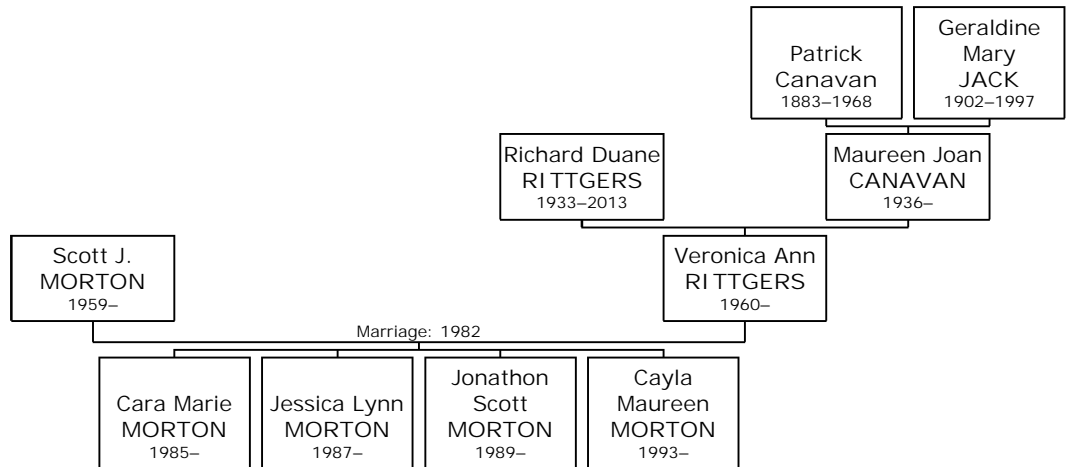 Patrick
Canavan
1883–1968
Geraldine
Mary
JACK
1902–1997
Richard Duane
RITTGERS
1933–2013
Maureen Joan
CANAVAN
1936–
Scott J.
MORTON
1959–
Veronica Ann
RITTGERS
1960–
Marriage: 1982
Cara Marie
MORTON
1985–
Jessica Lynn
MORTON
1987–
Jonathon
Scott
MORTON
1989–
Cayla
Maureen
MORTON
1993–